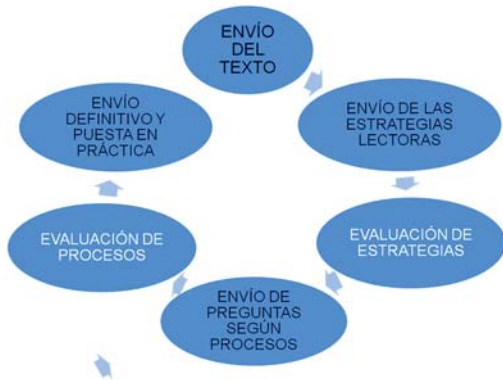 ENVÍO
DEL
TEXTO
ENVÍO DE LAS
ESTRATEGIAS
LECTORAS
EVALUACIÓN DE
ESTRATEGIAS
ENVÍO DE
PREGUNTAS
SEGÚN
PROCESOS
EVALUACIÓN DE
PROCESOS
ENVÍO
DEFINITIVO Y
PUESTA EN
PRÁCTICA